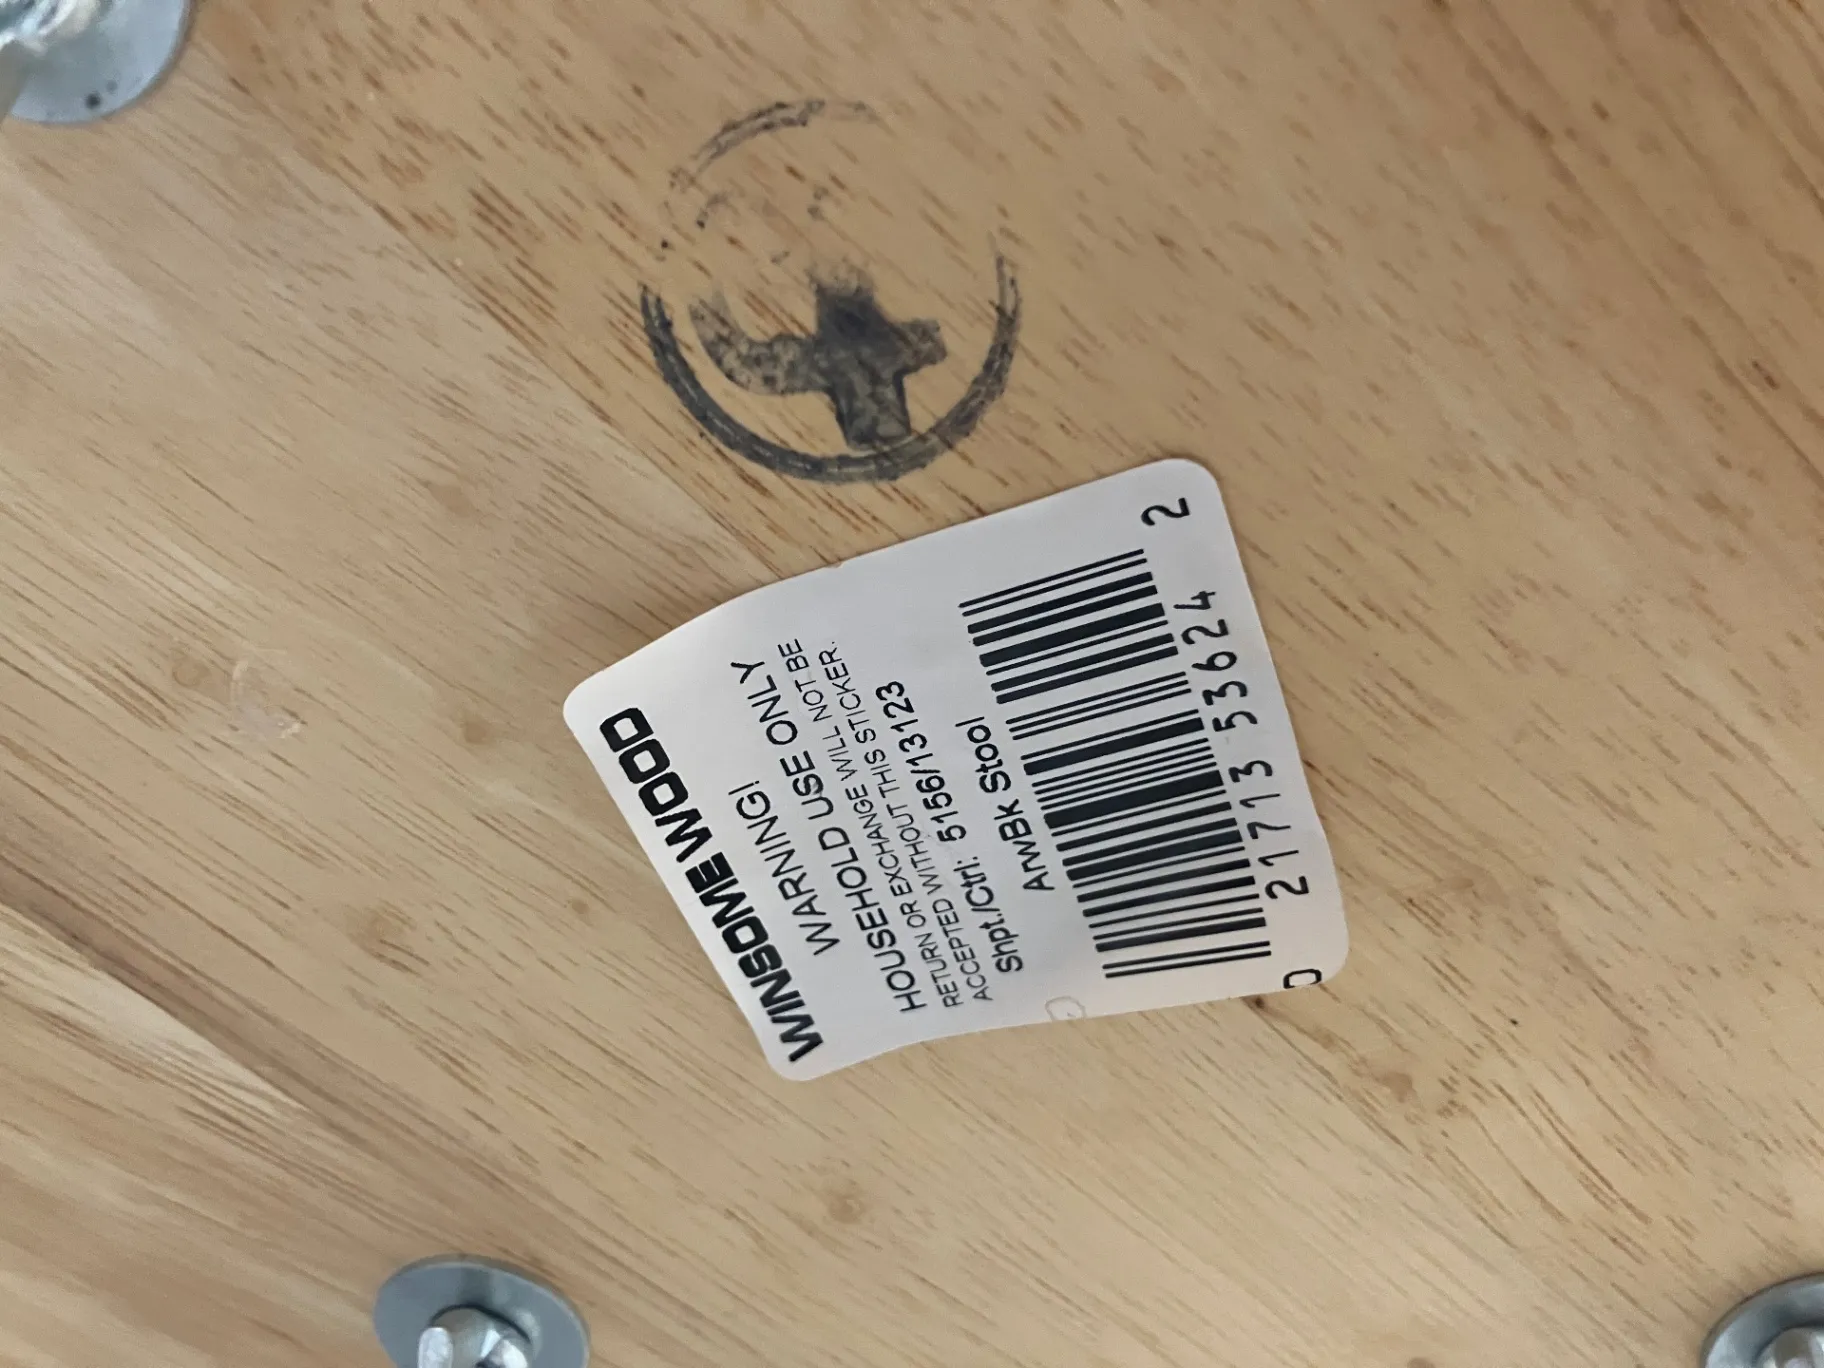 WINSOME WOOD
WARNING!
HOUSEHOLD USE ONLY
RETURN OR EXCHANGE WILL NOT BE
ACCEPTED WITHOUT THIS STICKER.
Shpt./Ctrl: 5156/13123
ArwBk Stool
0 21713 53624 2